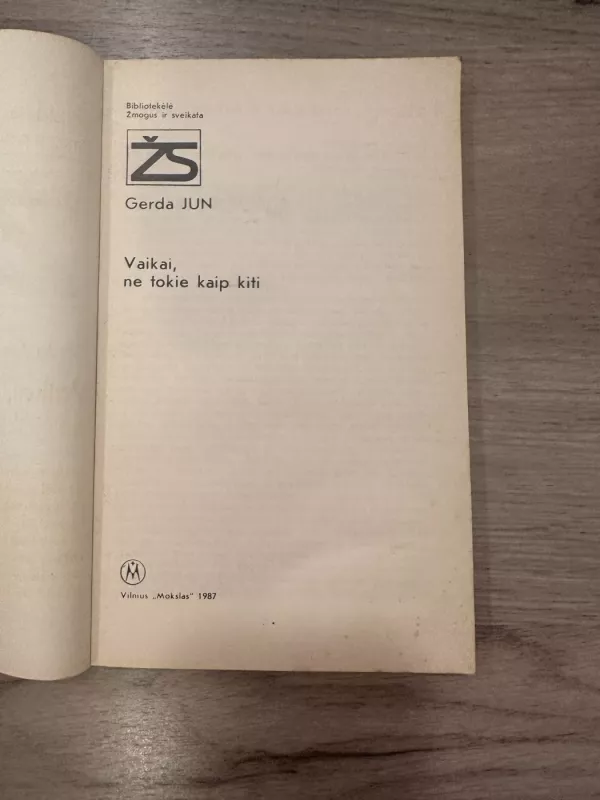 Bibliotekėlė
Žmogus ir sveikata
ŽS
Gerda JUN
Vaikai,
ne tokie kaip kiti
M
Vilnius „Mokslas" 1987